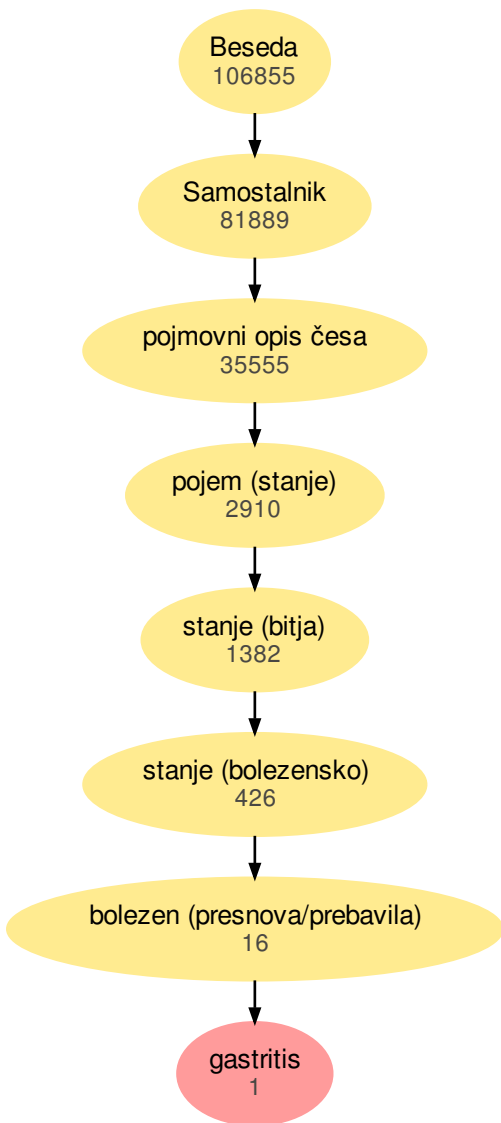 Beseda
106855
Samostalnik
81889
pojmovni opis česa
35555
pojem (stanje)
2910
stanje (bitja)
1382
stanje (bolezensko)
426
bolezen (presnova/prebavila)
16
gastritis
1